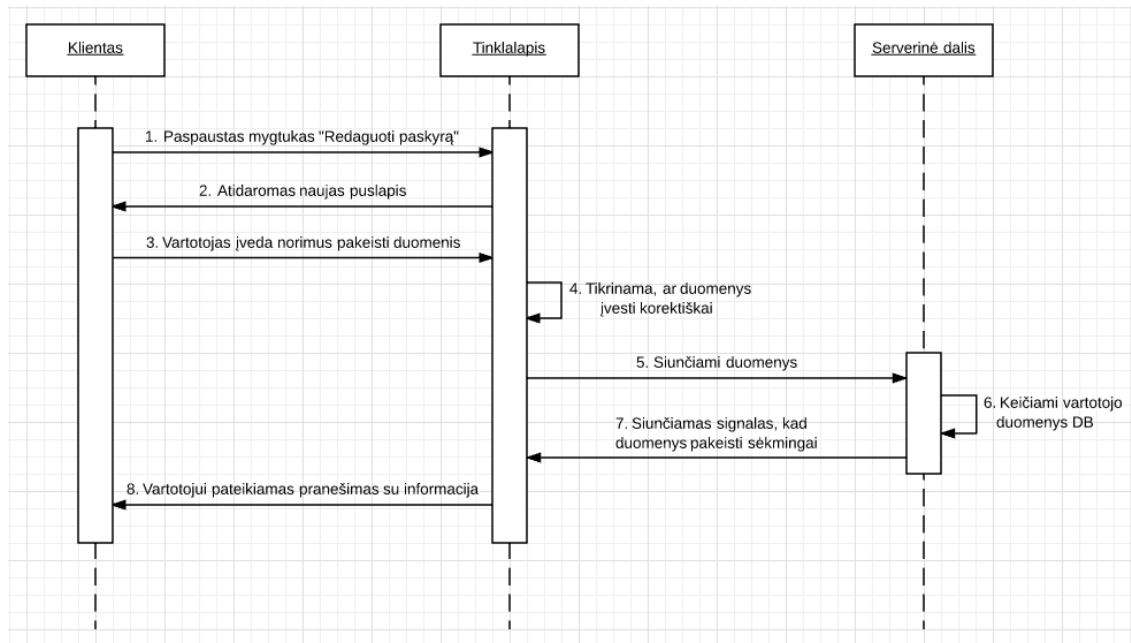 Klientas
Tinklalapis
Serverinė dalis
1. Paspaustas mygtukas "Redaguoti paskyrą"
2. Atidaromas naujas puslapis
3. Vartotojas įveda norimus pakeisti duomenis
4. Tikrinama, ar duomenys
įvesti korektiškai
5. Siunčiami duomenys
6. Keičiami vartotojo
duomenys DB
7. Siunčiamas signalas, kad
duomenys pakeisti sėkmingai
8. Vartotojui pateikiamas pranešimas su informacija